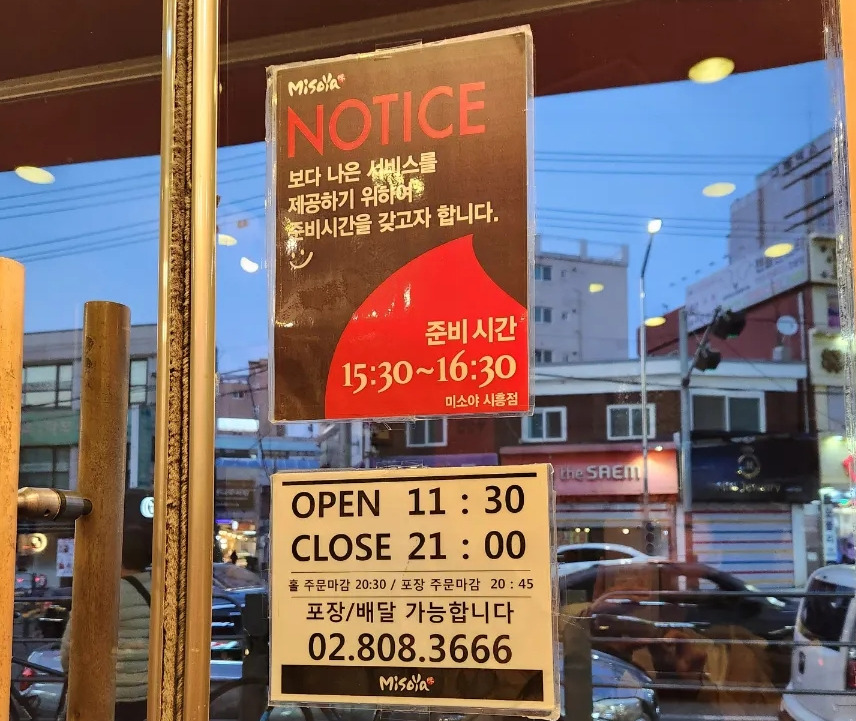 Misoya
NOTICE
보다 나은 서비스를
제공하기 위하여
준비시간을 갖고자 합니다.
준비 시간
15:30~16:30
미소야 시흥점
the SAEM
OPEN 11 : 30
CLOSE 21 : 00
홀 주문마감 20:30 / 포장 주문마감 20 : 45
포장/배달 가능합니다
02.808.3666
Misoya